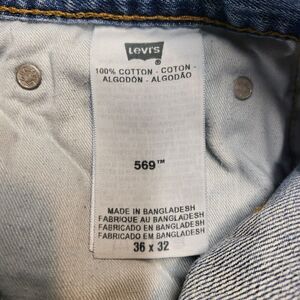 Levi's
®
100% COTTON - COTON -
ALGODÓN - ALGODÃO
569™
MADE IN BANGLADESH
FABRIQUE AU BANGLADESH
FABRICADO EN BANGLADESH
FABRICADO EM BANGLADESH
36 x 32